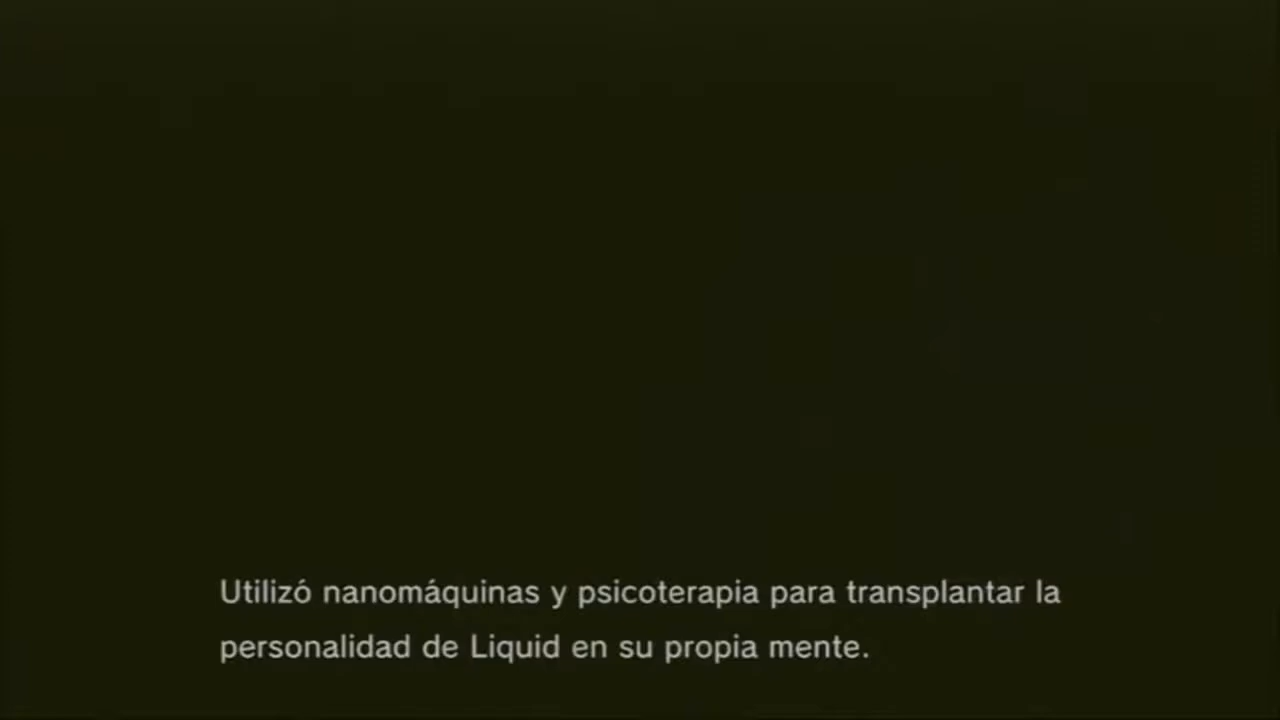 Utilizó nanomáquinas y psicoterapia para transplantar la
personalidad de Liquid en su propia mente.